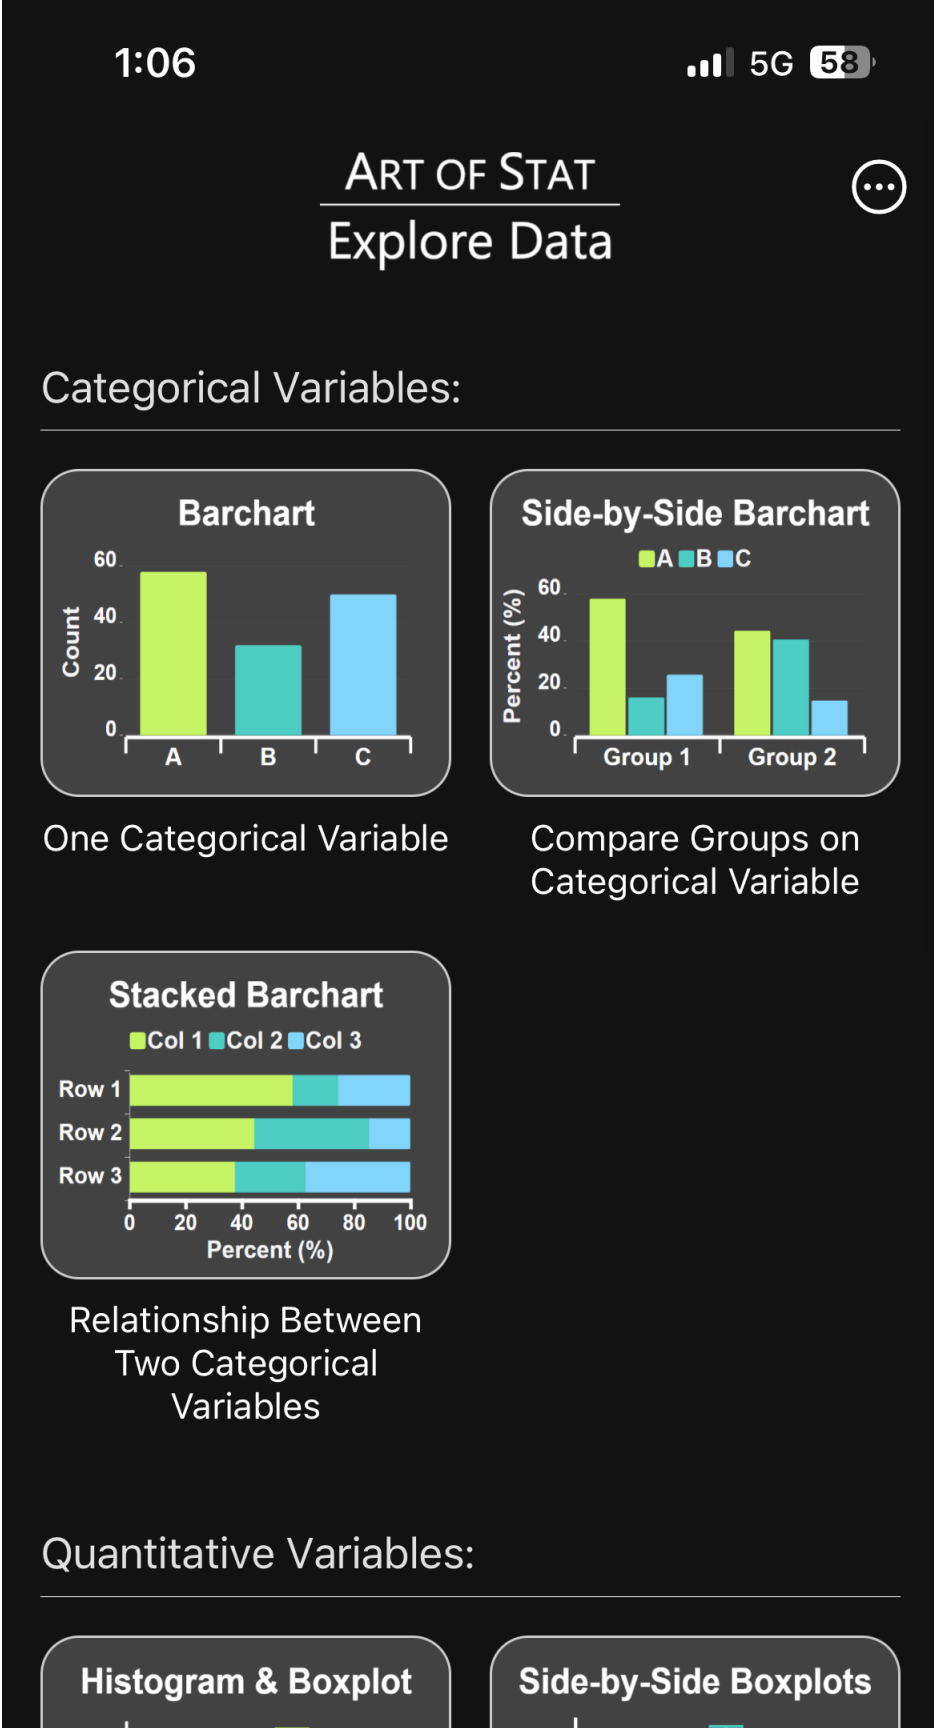 1:06
5G 58
ART OF STAT
Explore Data
Categorical Variables:
Barchart
60
40
20
0
Count
A B C
One Categorical Variable
Side-by-Side Barchart
A B C
60
40
20
0
Percent (%)
Group 1 Group 2
Compare Groups on
Categorical Variable
Stacked Barchart
Col 1 Col 2 Col 3
Row 1
Row 2
Row 3
0 20 40 60 80 100
Percent (%)
Relationship Between
Two Categorical
Variables
Quantitative Variables:
Histogram & Boxplot
Side-by-Side Boxplots